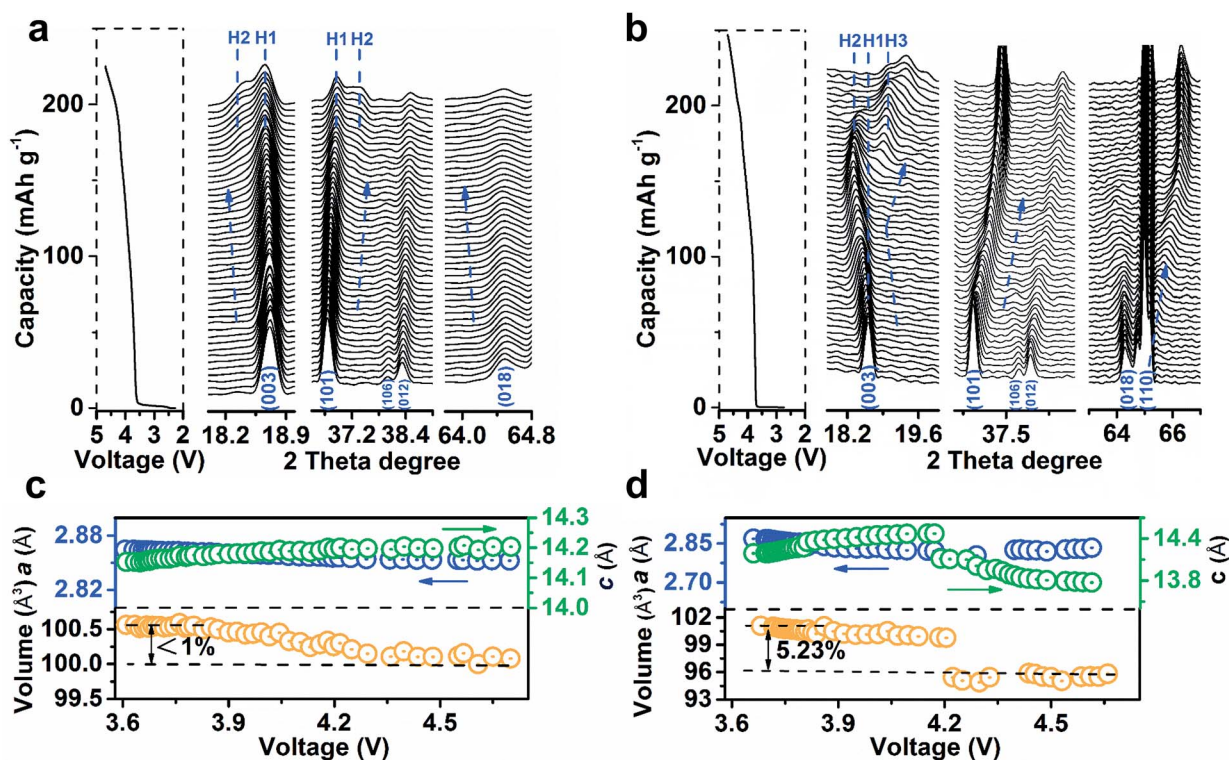 a
H2 H1 H1 H2
Capacity (mAh g-1)
200
100
0
(003) (101) (106) (012) (018)
5 4 3 2 18.2 18.9 37.2 38.4 64.0 64.8
Voltage (V) 2 Theta degree
b
H2 H1 H3
Capacity (mAh g-1)
200
100
0
(003) (101) (106) (012) (018) (110)
5 4 3 2 18.2 19.6 37.5 64 66
Voltage (V) 2 Theta degree
c
Volume (Å3) a (Å)
2.88
2.82
100.5
100.0
99.5
<1%
14.3
14.2
14.1
14.0
c (Å)
3.6 3.9 4.2 4.5
Voltage (V)
d
Volume (Å3) a (Å)
2.85
2.70
102
99
96
93
5.23%
14.4
13.8
c (Å)
3.6 3.9 4.2 4.5
Voltage (V)